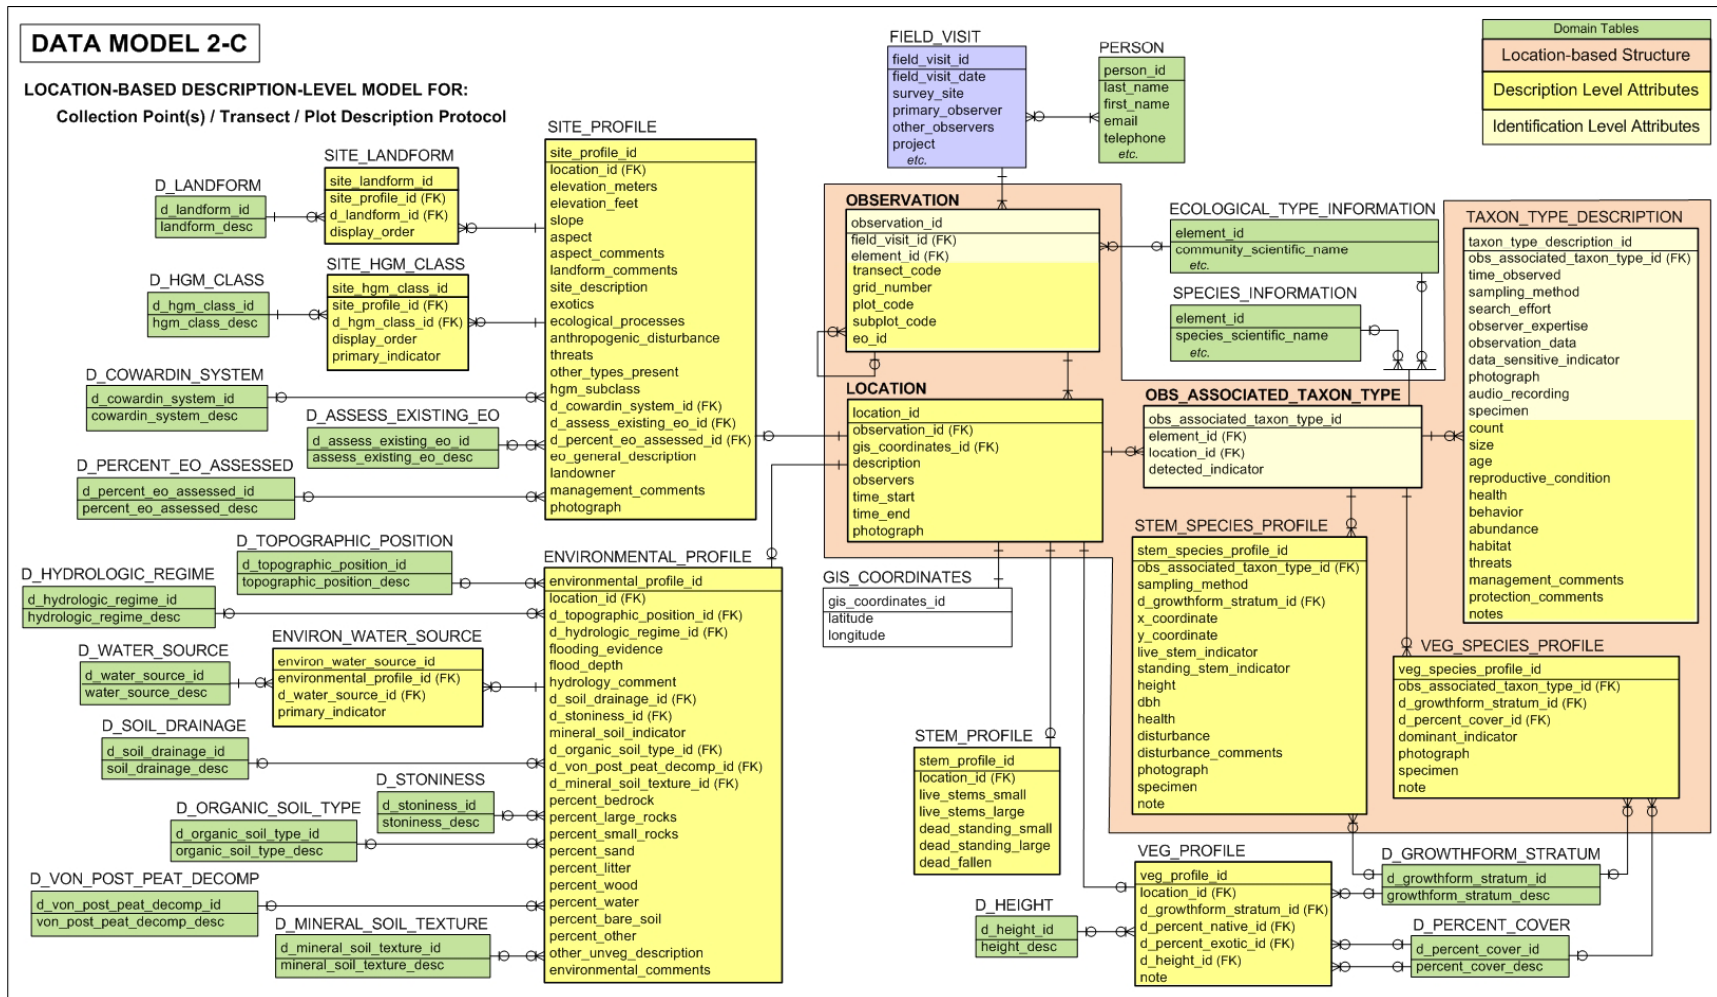 DATA MODEL 2-C
LOCATION-BASED DESCRIPTION-LEVEL MODEL FOR:
Collection Point(s) / Transect / Plot Description Protocol
Domain Tables
Location-based Structure
Description Level Attributes
Identification Level Attributes
FIELD_VISIT
field_visit_id
field_visit_date
survey_site
primary_observer
other_observers
project
etc.
PERSON
person_id
last_name
first_name
email
telephone
etc.
SITE_PROFILE
site_profile_id
location_id (FK)
elevation_meters
elevation_feet
slope
aspect
aspect_comments
landform_comments
site_description
exotics
ecological_processes
anthropogenic_disturbance
threats
other_types_present
hgm_subclass
d_cowardin_system_id (FK)
d_assess_existing_eo_id (FK)
d_percent_eo_assessed_id (FK)
eo_general_description
landowner
management_comments
photograph
SITE_LANDFORM
site_landform_id
site_profile_id (FK)
d_landform_id (FK)
display_order
D_LANDFORM
d_landform_id
landform_desc
SITE_HGM_CLASS
site_hgm_class_id
site_profile_id (FK)
d_hgm_class_id (FK)
display_order
primary_indicator
D_HGM_CLASS
d_hgm_class_id
hgm_class_desc
D_COWARDIN_SYSTEM
d_cowardin_system_id
cowardin_system_desc
D_ASSESS_EXISTING_EO
d_assess_existing_eo_id
assess_existing_eo_desc
D_PERCENT_EO_ASSESSED
d_percent_eo_assessed_id
percent_eo_assessed_desc
OBSERVATION
observation_id
field_visit_id (FK)
element_id (FK)
transect_code
grid_number
plot_code
subplot_code
eo_id
LOCATION
location_id
observation_id (FK)
gis_coordinates_id (FK)
description
observers
time_start
time_end
photograph
ECOLOGICAL_TYPE_INFORMATION
element_id
community_scientific_name
etc.
SPECIES_INFORMATION
element_id
species_scientific_name
etc.
OBS_ASSOCIATED_TAXON_TYPE
obs_associated_taxon_type_id
element_id (FK)
location_id (FK)
detected_indicator
TAXON_TYPE_DESCRIPTION
taxon_type_description_id
obs_associated_taxon_type_id (FK)
time_observed
sampling_method
search_effort
observer_expertise
observation_data
data_sensitive_indicator
photograph
audio_recording
specimen
count
size
age
reproductive_condition
health
behavior
abundance
habitat
threats
management_comments
protection_comments
notes
D_TOPOGRAPHIC_POSITION
d_topographic_position_id
topographic_position_desc
D_HYDROLOGIC_REGIME
d_hydrologic_regime_id
hydrologic_regime_desc
ENVIRON_WATER_SOURCE
environ_water_source_id
environmental_profile_id (FK)
d_water_source_id (FK)
primary_indicator
D_WATER_SOURCE
d_water_source_id
water_source_desc
D_SOIL_DRAINAGE
d_soil_drainage_id
soil_drainage_desc
D_STONINESS
d_stoniness_id
stoniness_desc
D_ORGANIC_SOIL_TYPE
d_organic_soil_type_id
organic_soil_type_desc
D_VON_POST_PEAT_DECOMP
d_von_post_peat_decomp_id
von_post_peat_decomp_desc
D_MINERAL_SOIL_TEXTURE
d_mineral_soil_texture_id
mineral_soil_texture_desc
ENVIRONMENTAL_PROFILE
environmental_profile_id
location_id (FK)
d_topographic_position_id (FK)
d_hydrologic_regime_id (FK)
flooding_evidence
flood_depth
hydrology_comment
d_soil_drainage_id (FK)
d_stoniness_id (FK)
mineral_soil_indicator
d_organic_soil_type_id (FK)
d_von_post_peat_decomp_id (FK)
d_mineral_soil_texture_id (FK)
percent_bedrock
percent_large_rocks
percent_small_rocks
percent_sand
percent_litter
percent_wood
percent_water
percent_bare_soil
percent_other
other_unveg_description
environmental_comments
GIS_COORDINATES
gis_coordinates_id
latitude
longitude
STEM_SPECIES_PROFILE
stem_species_profile_id
obs_associated_taxon_type_id (FK)
sampling_method
d_growthform_stratum_id (FK)
x_coordinate
y_coordinate
live_stem_indicator
standing_stem_indicator
height
dbh
health
disturbance
disturbance_comments
photograph
specimen
note
VEG_SPECIES_PROFILE
veg_species_profile_id
obs_associated_taxon_type_id (FK)
d_growthform_stratum_id (FK)
d_percent_cover_id (FK)
dominant_indicator
photograph
specimen
note
STEM_PROFILE
stem_profile_id
location_id (FK)
live_stems_small
live_stems_large
dead_standing_small
dead_standing_large
dead_fallen
VEG_PROFILE
veg_profile_id
location_id (FK)
d_growthform_stratum_id (FK)
d_percent_native_id (FK)
d_percent_exotic_id (FK)
d_height_id (FK)
note
D_HEIGHT
d_height_id
height_desc
D_GROWTHFORM_STRATUM
d_growthform_stratum_id
growthform_stratum_desc
D_PERCENT_COVER
d_percent_cover_id
percent_cover_desc